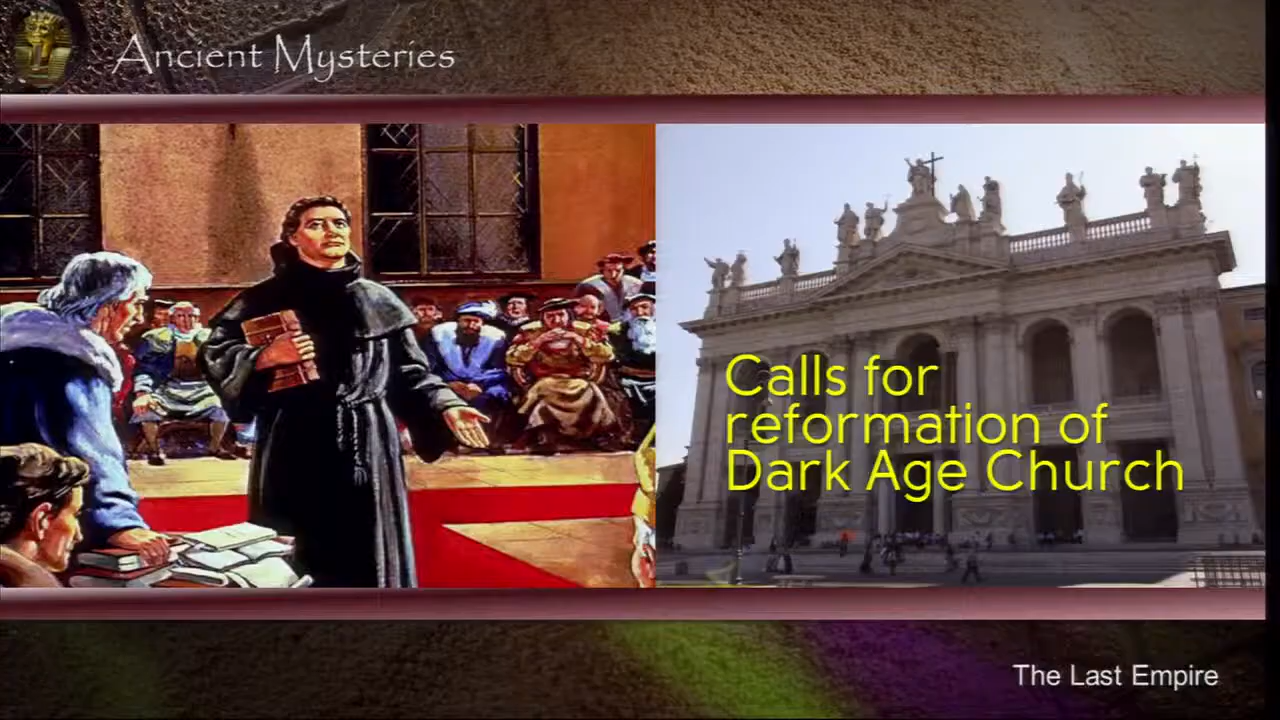 Ancient Mysteries
Calls for
reformation of
Dark Age Church
The Last Empire